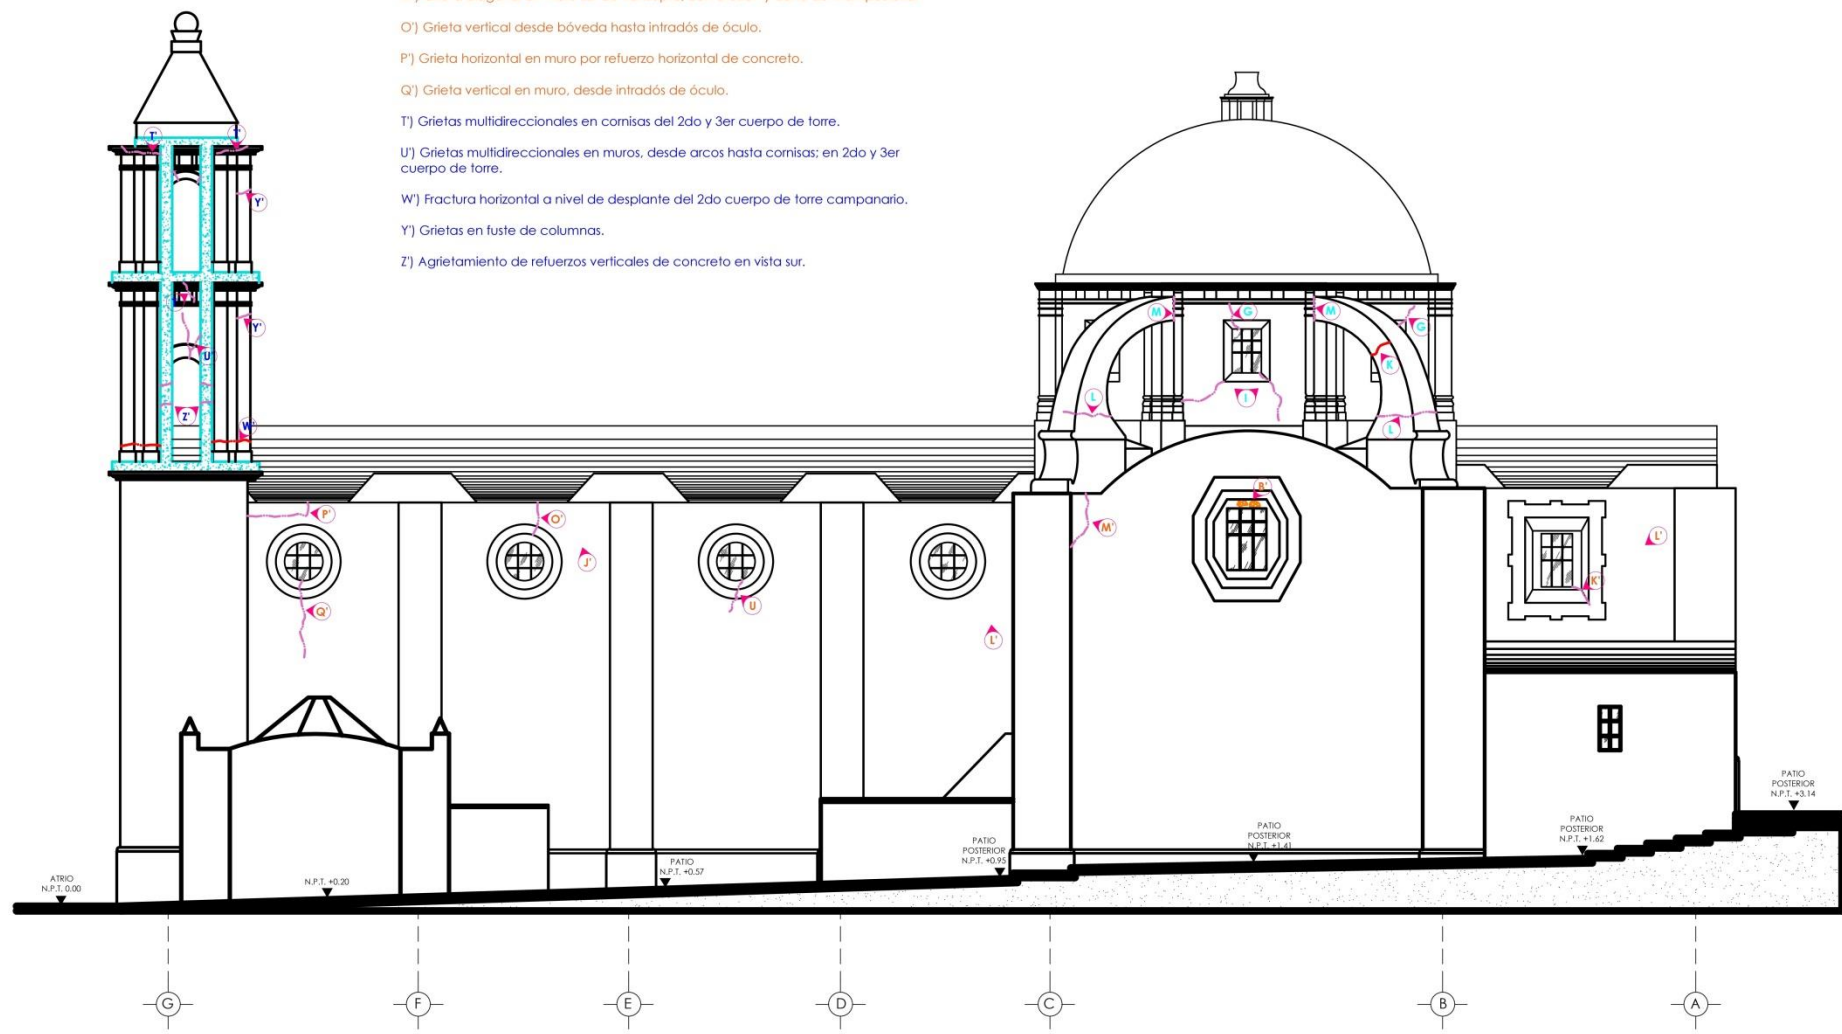 O') Grieta vertical desde bóveda hasta intradós de óculo.
P') Grieta horizontal en muro por refuerzo horizontal de concreto.
Q') Grieta vertical en muro, desde intradós de óculo.
T') Grietas multidireccionales en cornisas del 2do y 3er cuerpo de torre.
U') Grietas multidireccionales en muros, desde arcos hasta cornisas; en 2do y 3er
cuerpo de torre.
W') Fractura horizontal a nivel de desplante del 2do cuerpo de torre campanario.
Y') Grietas en fuste de columnas.
Z') Agrietamiento de refuerzos verticales de concreto en vista sur.
T'
T'
Y'
Y'
U'
Z'
W'
M
G
M
G
K
L
I
L
P'
O'
J'
Q'
U
L'
M'
B'
L'
K'
PATIO
POSTERIOR
N.P.T. +3.14
PATIO
POSTERIOR
N.P.T. +1.62
PATIO
POSTERIOR
N.P.T. +1.41
PATIO
POSTERIOR
N.P.T. +0.95
PATIO
N.P.T. +0.57
N.P.T. +0.20
ATRIO
N.P.T. 0.00
G
F
E
D
C
B
A